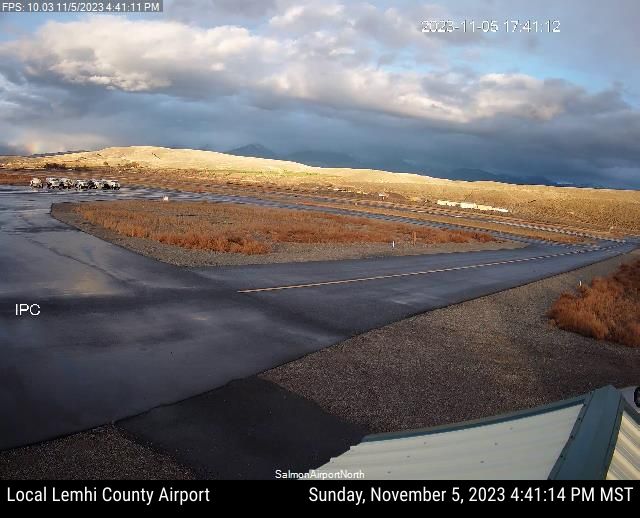 FPS: 10.03 11/5/2023 4:41:11 PM
2023-11-05 17:41:12
IPC
SalmonAirportNorth
Local Lemhi County Airport Sunday, November 5, 2023 4:41:14 PM MST